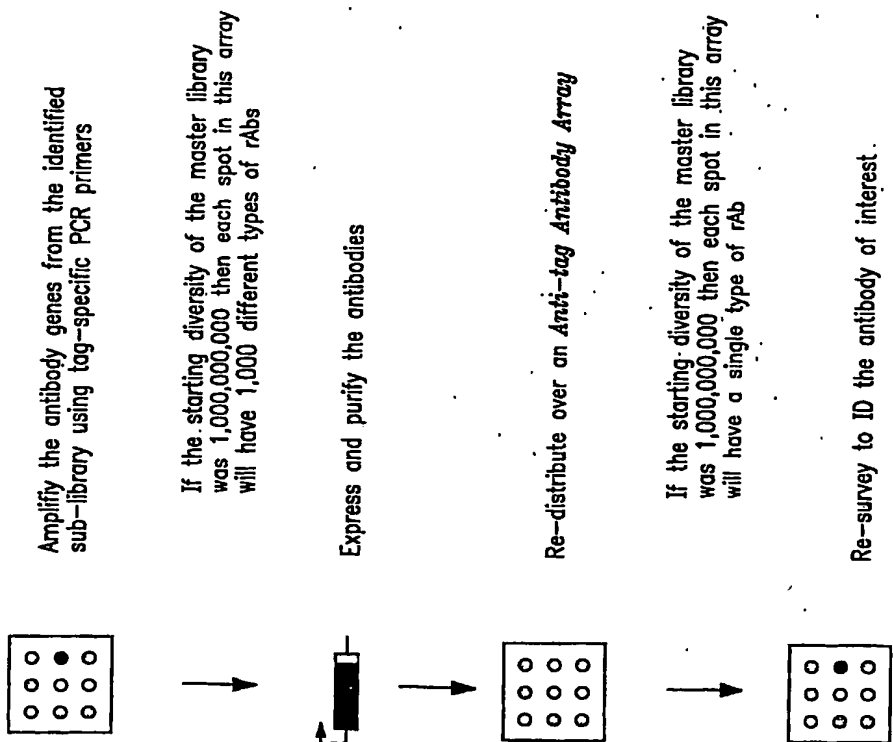 Amplifiy the antibody genes from the identified
sub-library using tag-specific PCR primers
If the starting diversity of the master library
was 1,000,000,000 then each spot in this array
will have 1,000 different types of rAbs
Express and purify the antibodies
Re-distribute over an Anti-tag Antibody Array
If the starting diversity of the master library
was 1,000,000,000 then each spot in this array
will have a single type of rAb
Re-survey to ID the antibody of interest.